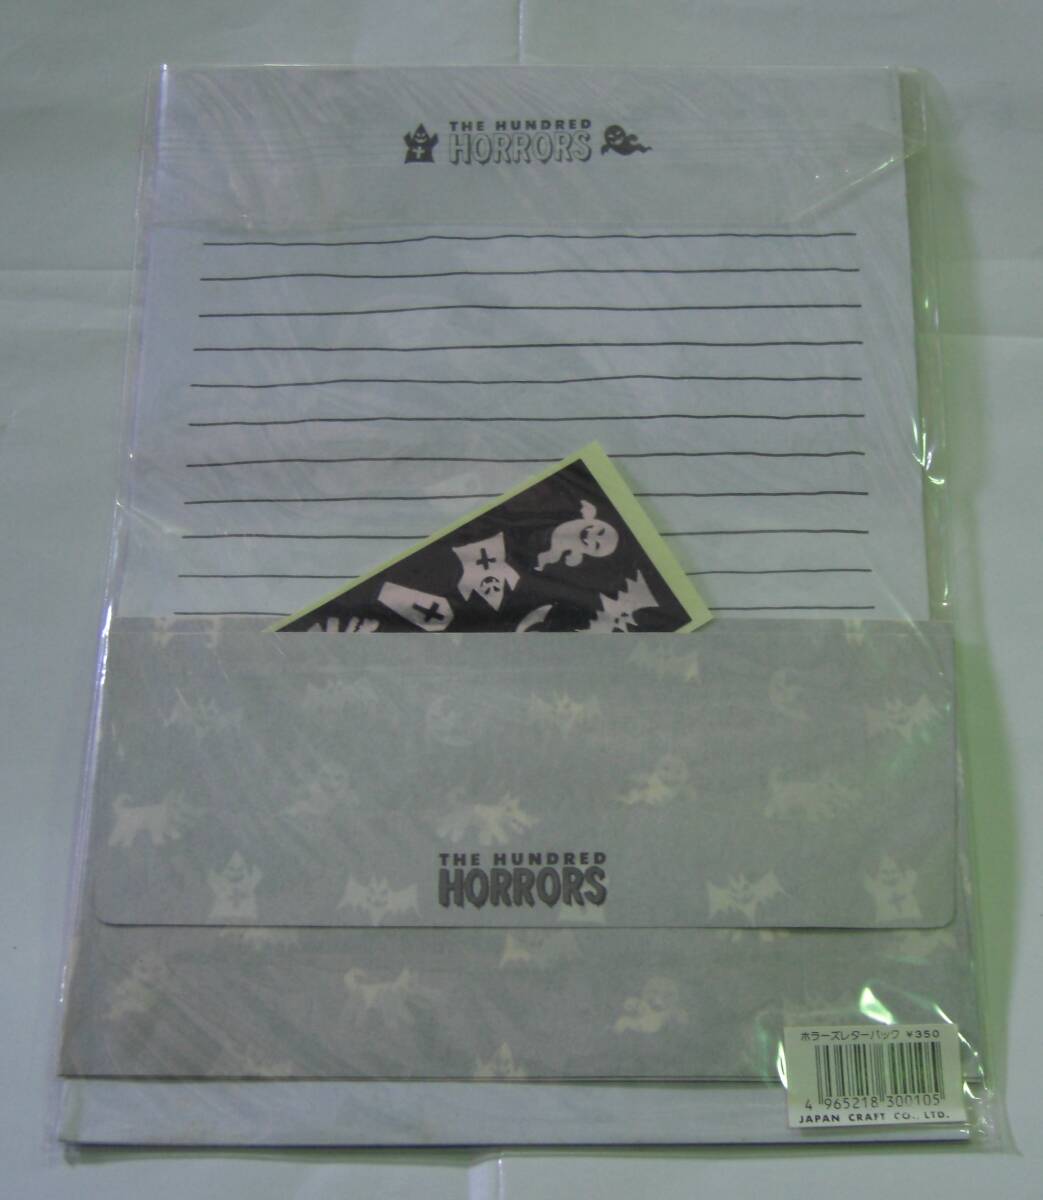 THE HUNDRED
HORRORS
THE HUNDRED
HORRORS
ホラーズレターパック ¥350
4 965218 300105
JAPAN CRAFT CO., LTD.